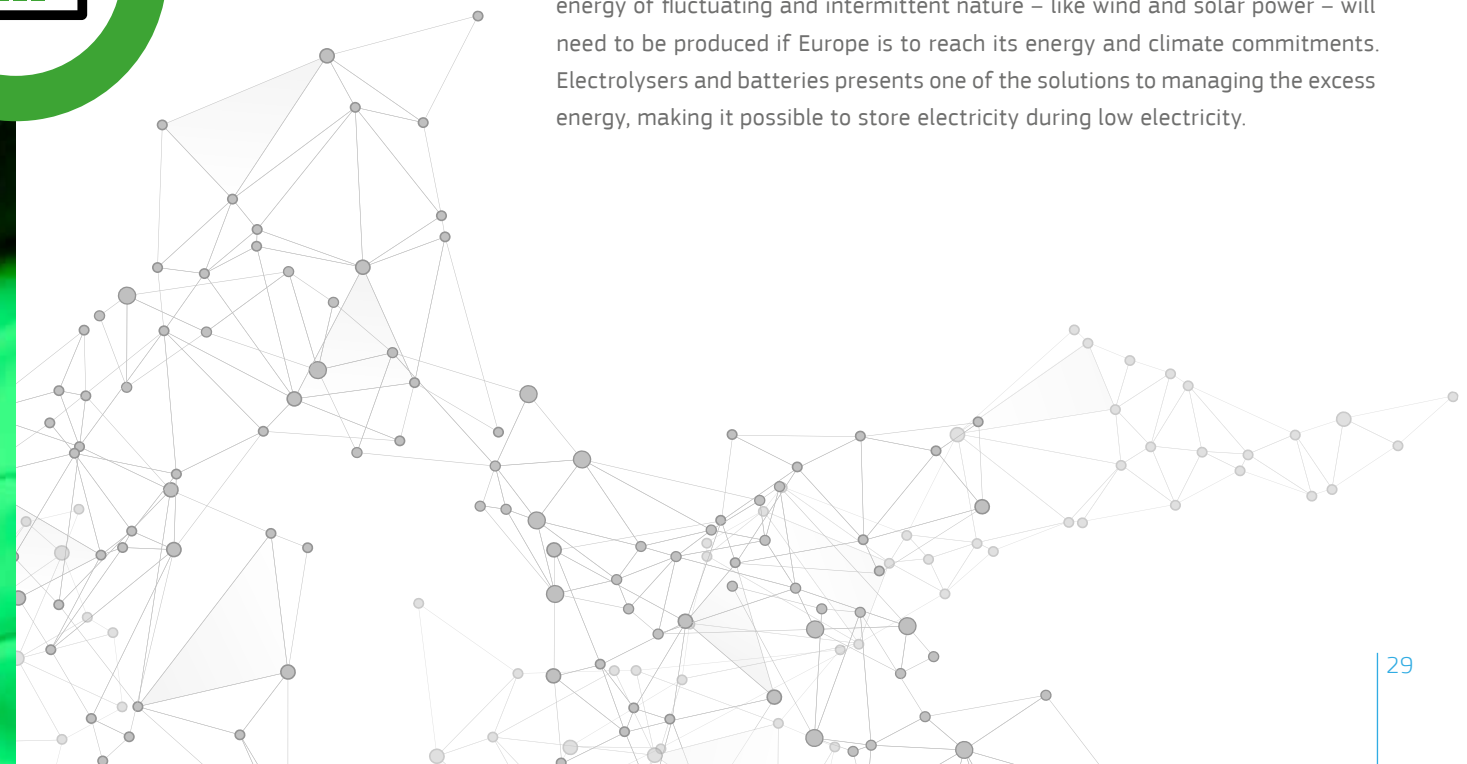 energy of fluctuating and intermittent nature – like wind and solar power – will
need to be produced if Europe is to reach its energy and climate commitments.
Electrolysers and batteries presents one of the solutions to managing the excess
energy, making it possible to store electricity during low electricity.
29